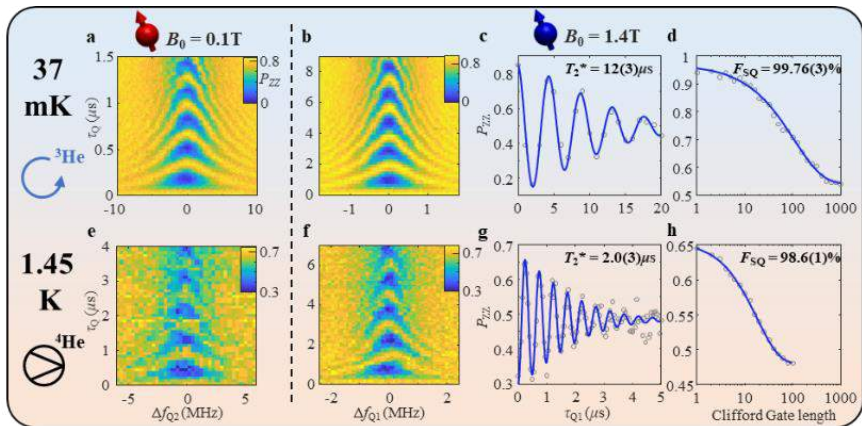 B₀ = 0.1T
B₀ = 1.4T
37
mK
³He
1.45
K
⁴He
a
1.5
1
0.5
0
τQ (μs)
0.8
PZZ
0
-10
0
10
b
8
6
4
2
0
0.8
0
-1
0
1
c
T₂* = 12(3)μs
0.8
0.6
0.4
0.2
PZZ
0
5
10
15
20
d
FSQ = 99.76(3)%
1
0.9
0.8
0.7
0.6
0.5
1
10
100
1000
e
4
3
2
1
0
τQ (μs)
0.7
0.3
-5
0
5
ΔfQ2 (MHz)
f
6
4
2
0
0.7
0.3
-2
0
2
ΔfQ1 (MHz)
g
T₂* = 2.0(3)μs
0.7
0.6
0.5
0.4
0.3
PZZ
0
1
2
3
4
5
τQ1 (μs)
h
FSQ = 98.6(1)%
0.65
0.6
0.55
0.5
0.45
1
10
100
1000
Clifford Gate length